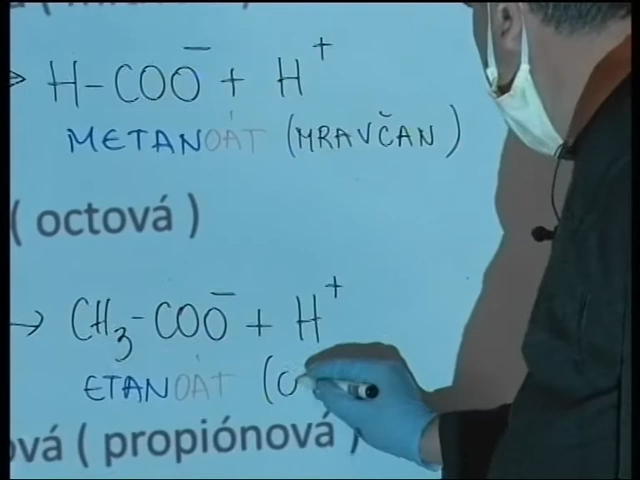 H-COO⁻ + H⁺
METANOÁT (MRAVČAN)
( octová )
→ CH₃-COO⁻ + H⁺
ETANOÁT (
ová ( propiónová )